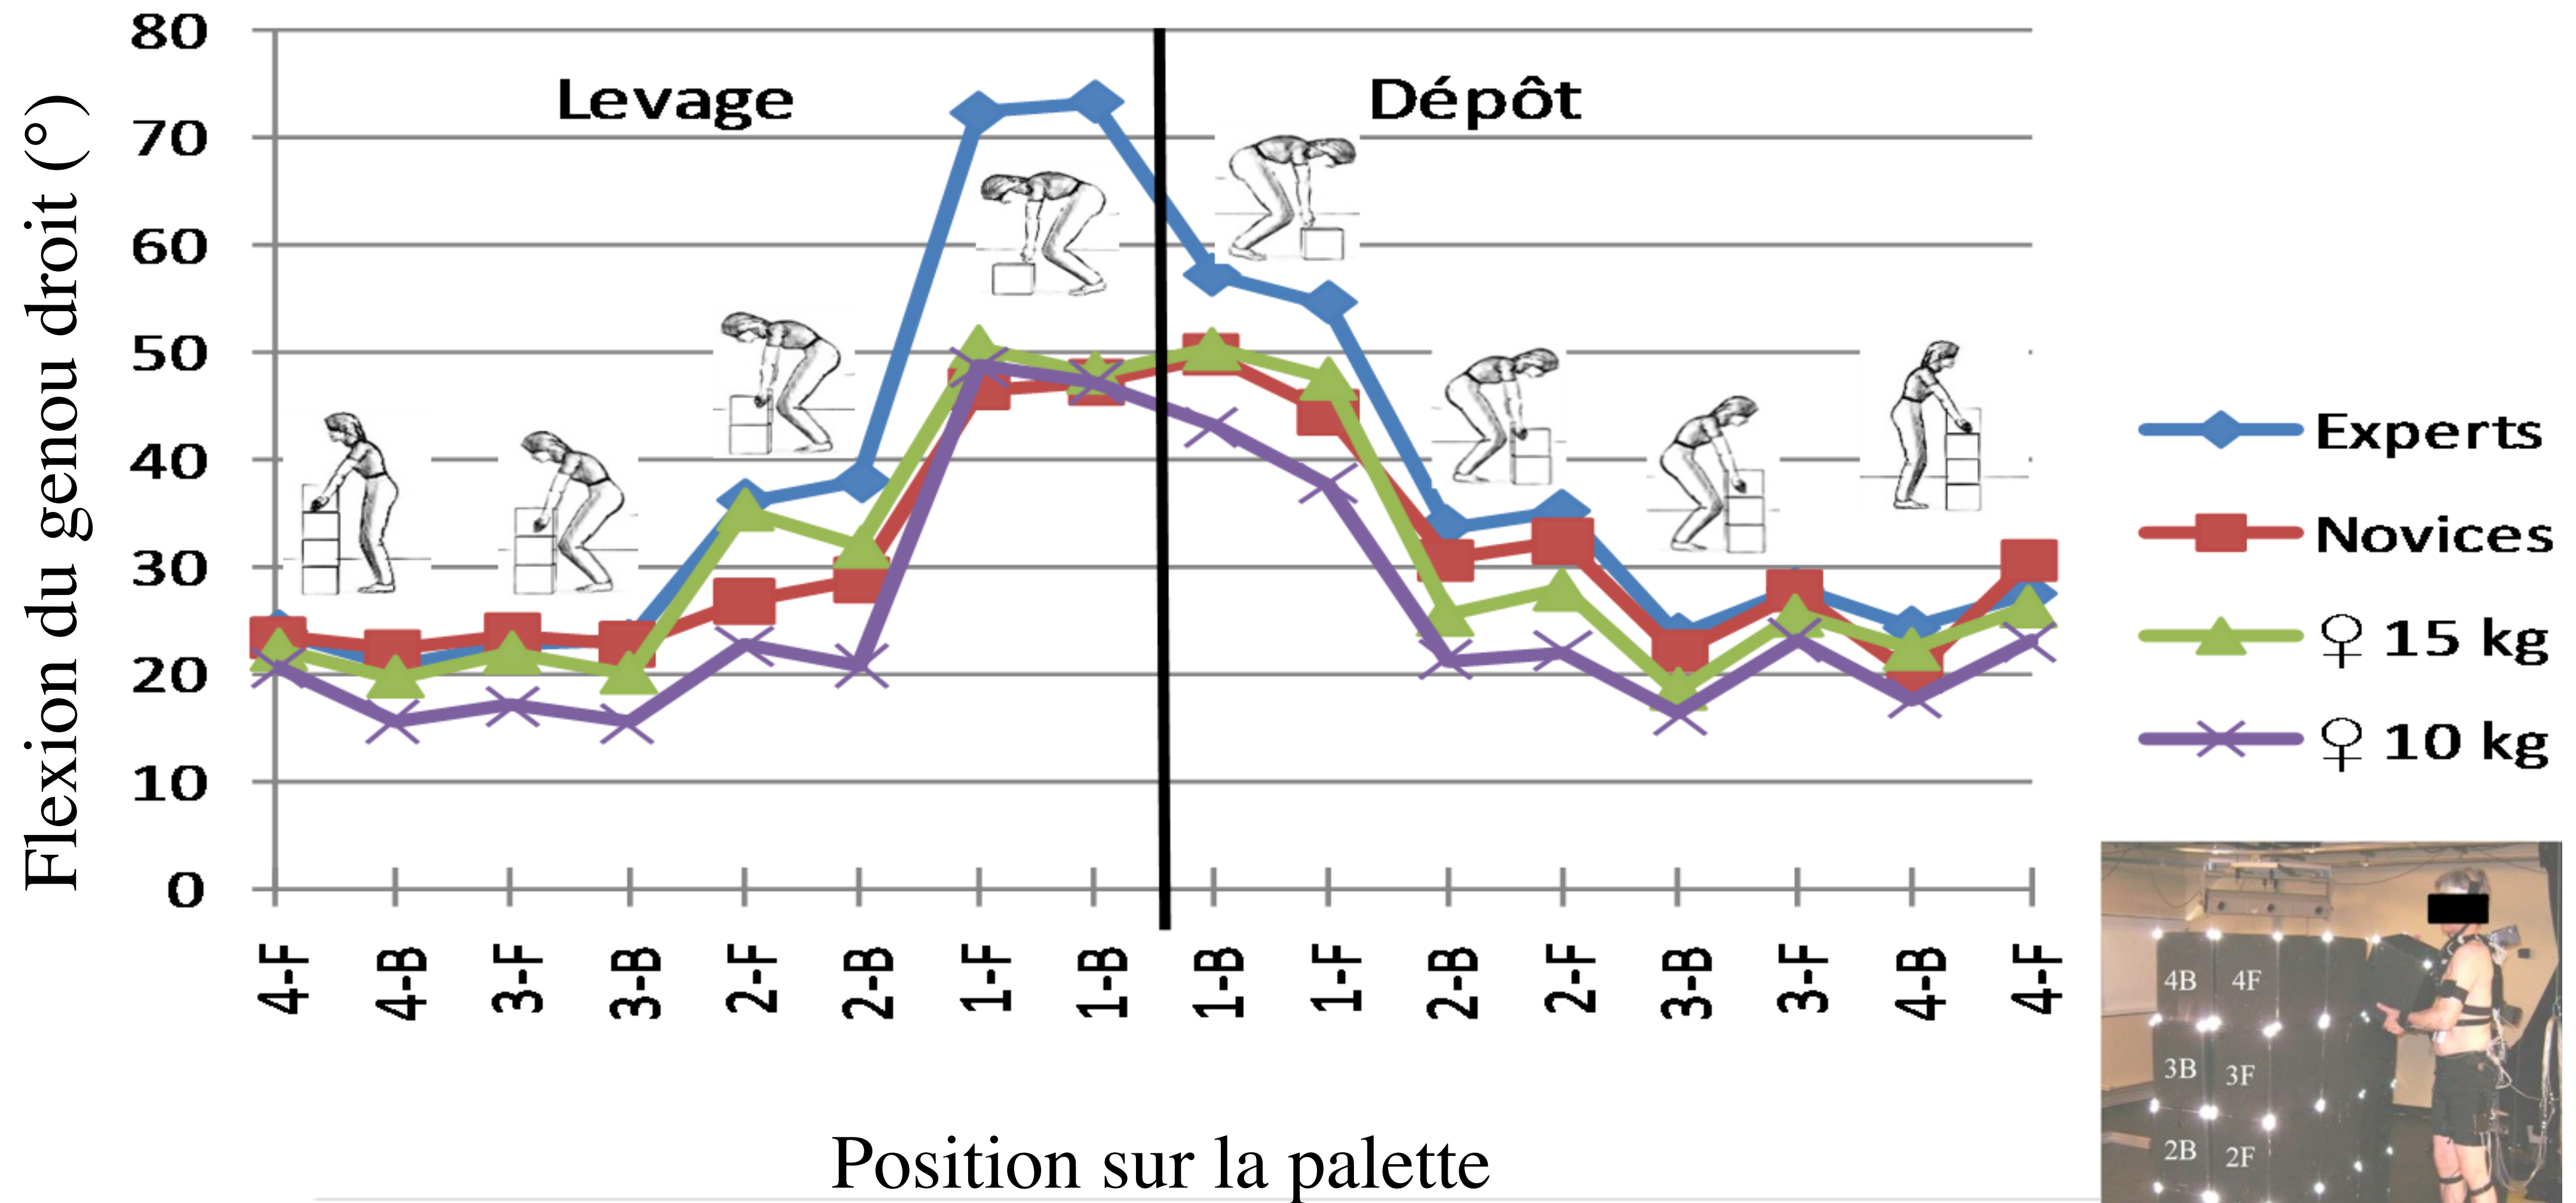 80
70
60
50
40
30
20
10
0
Flexion du genou droit (°)
Levage
Dépôt
Experts
Novices
♀ 15 kg
♀ 10 kg
4-F
4-B
3-F
3-B
2-F
2-B
1-F
1-B
1-B
1-F
2-B
2-F
3-B
3-F
4-B
4-F
Position sur la palette
4B 4F
3B 3F
2B 2F